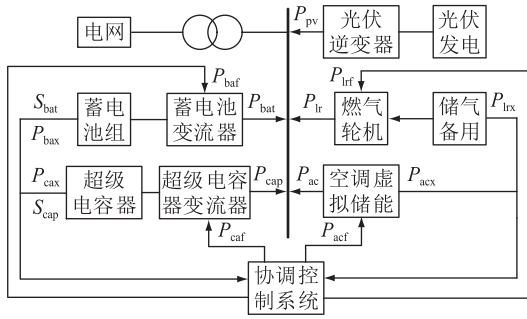 电网
P_pv
光伏
逆变器
光伏
发电
P_baf
P_lrf
S_bat
P_bax
蓄电
池组
蓄电池
变流器
P_bat
P_lr
燃气
轮机
储气
备用
P_lrx
P_cax
S_cap
超级
电容器
超级电容
器变流器
P_cap
P_ac
空调虚
拟储能
P_acx
P_caf
P_acf
协调控
制系统